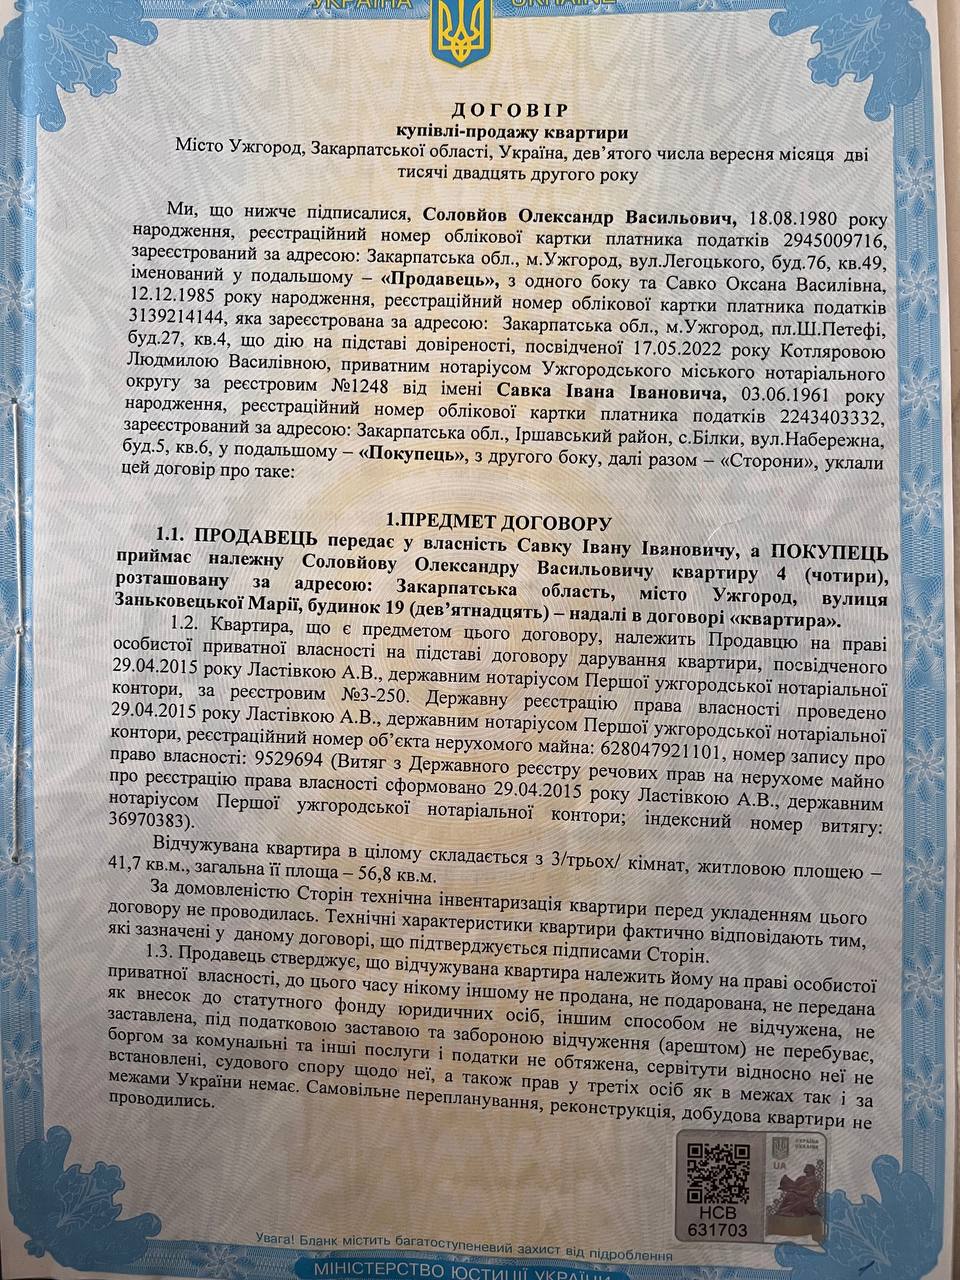 УКРАЇНА UKRAINE
ДОГОВІР
купівлі-продажу квартири
Місто Ужгород, Закарпатської області, Україна, дев’ятого числа вересня місяця дві
тисячі двадцять другого року
Ми, що нижче підписалися, Соловйов Олександр Васильович, 18.08.1980 року
народження, реєстраційний номер облікової картки платника податків 2945009716,
зареєстрований за адресою: Закарпатська обл., м.Ужгород, вул.Легоцького, буд.76, кв.49,
іменований у подальшому – «Продавець», з одного боку та Савко Оксана Василівна,
12.12.1985 року народження, реєстраційний номер облікової картки платника податків
3139214144, яка зареєстрована за адресою: Закарпатська обл., м.Ужгород, пл.Ш.Петефі,
буд.27, кв.4, що дію на підставі довіреності, посвідченої 17.05.2022 року Котляровою
Людмилою Василівною, приватним нотаріусом Ужгородського міського нотаріального
округу за реєстровим №1248 від імені Савка Івана Івановича, 03.06.1961 року
народження, реєстраційний номер облікової картки платника податків 2243403332,
зареєстрований за адресою: Закарпатська обл., Іршавський район, с.Білки, вул.Набережна,
буд.5, кв.6, у подальшому – «Покупець», з другого боку, далі разом – «Сторони», уклали
цей договір про таке:
1.ПРЕДМЕТ ДОГОВОРУ
1.1. ПРОДАВЕЦЬ передає у власність Савку Івану Івановичу, а ПОКУПЕЦЬ
приймає належну Соловйову Олександру Васильовичу квартиру 4 (чотири),
розташовану за адресою: Закарпатська область, місто Ужгород, вулиця
Заньковецької Марії, будинок 19 (дев’ятнадцять) – надалі в договорі «квартира».
1.2. Квартира, що є предметом цього договору, належить Продавцю на праві
особистої приватної власності на підставі договору дарування квартири, посвідченого
29.04.2015 року Ластівкою А.В., державним нотаріусом Першої ужгородської нотаріальної
контори, за реєстровим №3-250. Державну реєстрацію права власності проведено
29.04.2015 року Ластівкою А.В., державним нотаріусом Першої ужгородської нотаріальної
контори, реєстраційний номер об’єкта нерухомого майна: 628047921101, номер запису про
право власності: 9529694 (Витяг з Державного реєстру речових прав на нерухоме майно
про реєстрацію права власності сформовано 29.04.2015 року Ластівкою А.В., державним
нотаріусом Першої ужгородської нотаріальної контори; індексний номер витягу:
36970383).
Відчужувана квартира в цілому складається з 3/трьох/ кімнат, житловою площею –
41,7 кв.м., загальна її площа – 56,8 кв.м.
За домовленістю Сторін технічна інвентаризація квартири перед укладенням цього
договору не проводилась. Технічні характеристики квартири фактично відповідають тим,
які зазначені у даному договорі, що підтверджується підписами Сторін.
1.3. Продавець стверджує, що відчужувана квартира належить йому на праві особистої
приватної власності, до цього часу нікому іншому не продана, не подарована, не передана
як внесок до статутного фонду юридичних осіб, іншим способом не відчужена, не
заставлена, під податковою заставою та забороною відчуження (арештом) не перебуває,
боргом за комунальні та інші послуги і податки не обтяжена, сервітути відносно неї не
встановлені, судового спору щодо неї, а також прав у третіх осіб як в межах так і за
межами України немає. Самовільне перепланування, реконструкція, добудова квартири не
проводились.
УКРАЇНА
UKRAINE
UA
НСВ
631703
Увага! Бланк містить багатоступеневий захист від підроблення
МІНІСТЕРСТВО ЮСТИЦІЇ УКРАЇНИ